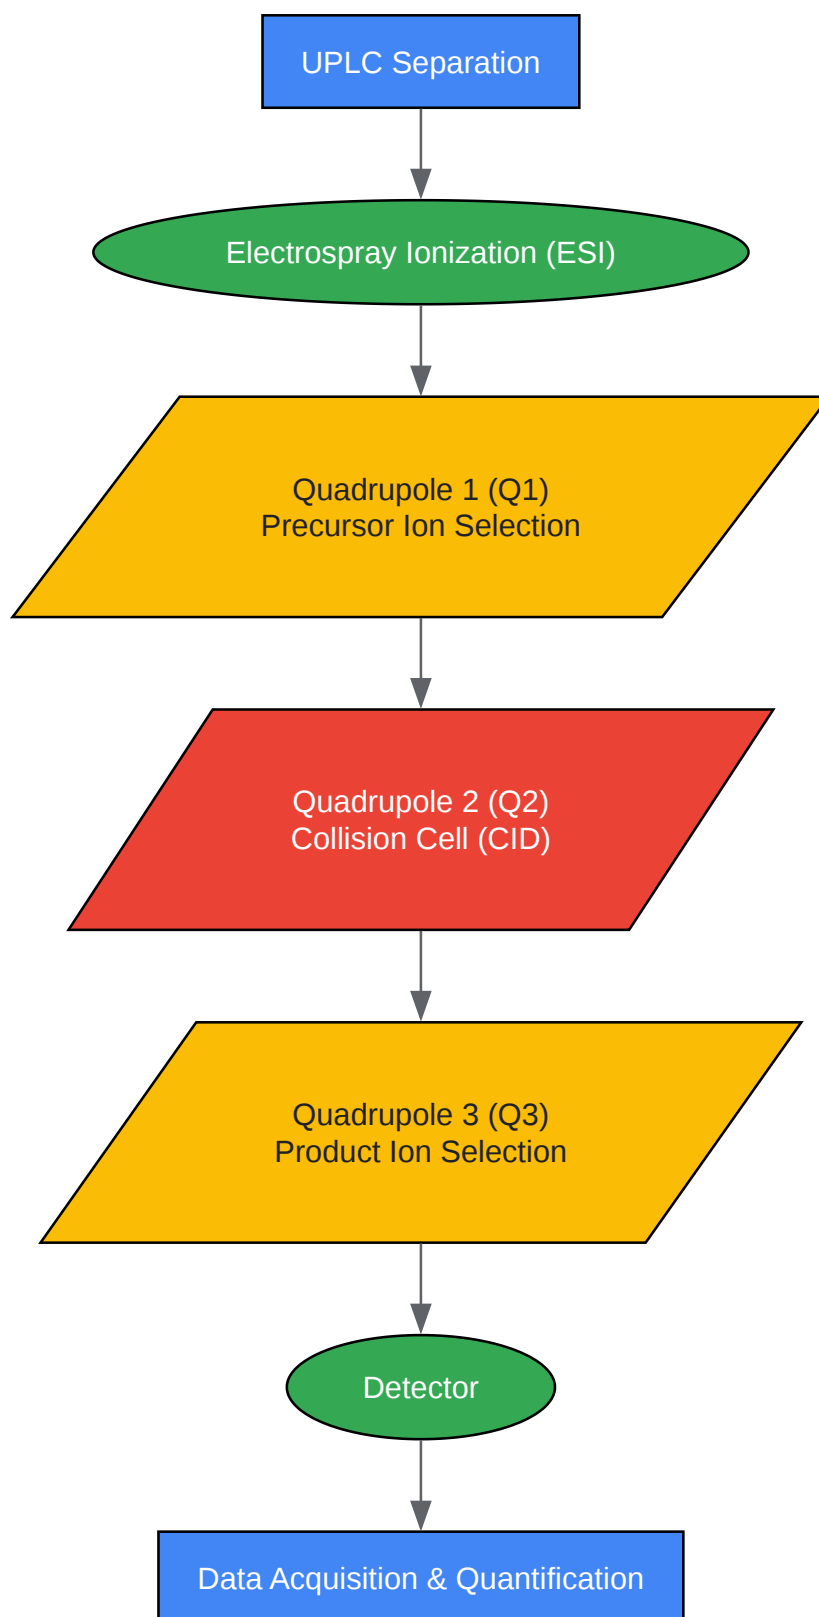 UPLC Separation
Electrospray Ionization (ESI)
Quadrupole 1 (Q1)
Precursor Ion Selection
Quadrupole 2 (Q2)
Collision Cell (CID)
Quadrupole 3 (Q3)
Product Ion Selection
Detector
Data Acquisition & Quantification